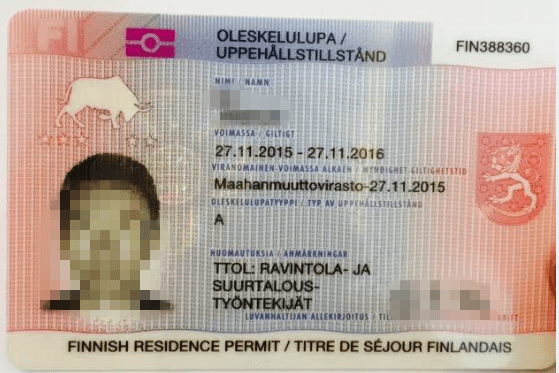 FI
OLESKELULUPA /
UPPEHÅLLSTILLSTÅND
FIN388360
NIMI / NAMN
VOIMASSA / GILTIGT
27.11.2015 - 27.11.2016
VIRANOMAINEN-VOIMASSA ALKAEN / MYNDIGHET GILTIGHETSTID
Maahanmuuttovirasto-27.11.2015
OLESKELULUPATYYPPI / TYP AV UPPEHÅLLSTILLSTÅND
A
HUOMAUTUKSIA / ANMÄRKNINGAR
TTOL: RAVINTOLA- JA
SUURTALOUS-
TYÖNTEKIJÄT
LUVANHALTIJAN ALLEKIRJOITUS /
FINNISH RESIDENCE PERMIT / TITRE DE SÉJOUR FINLANDAIS